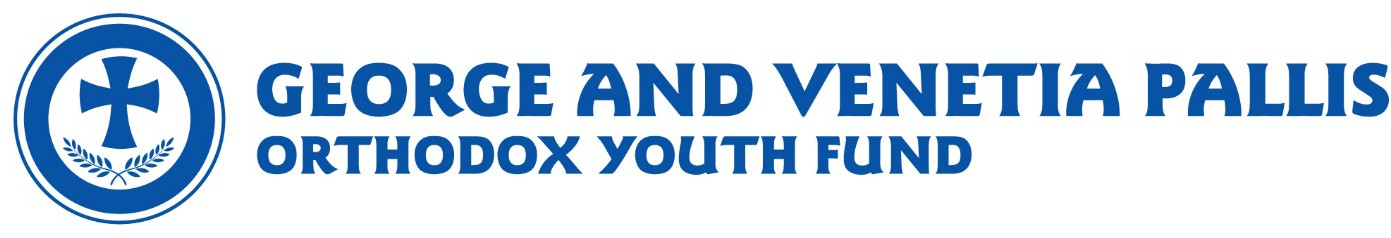 GEORGE AND VENETIA PALLIS
ORTHODOX YOUTH FUND